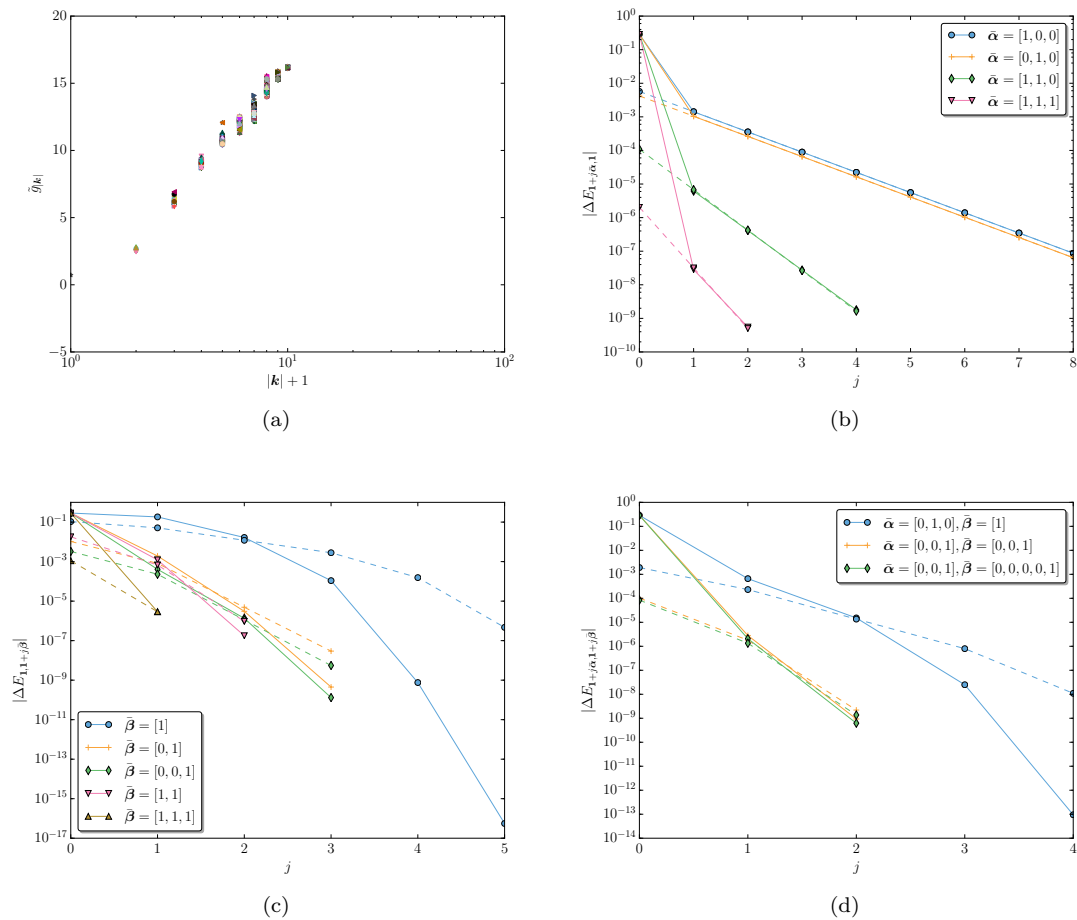 20
15
10
5
0
−5
g̃|k|
10^0 10^1 10^2
|k| + 1
(a)
10^0
10^-1
10^-2
10^-3
10^-4
10^-5
10^-6
10^-7
10^-8
10^-9
10^-10
|ΔE_{1+jᾱ,1}|
ᾱ = [1, 0, 0]
ᾱ = [0, 1, 0]
ᾱ = [1, 1, 0]
ᾱ = [1, 1, 1]
0 1 2 3 4 5 6 7 8
j
(b)
10^-1
10^-3
10^-5
10^-7
10^-9
10^-11
10^-13
10^-15
10^-17
|ΔE_{1,1+jβ̄}|
β̄ = [1]
β̄ = [0, 1]
β̄ = [0, 0, 1]
β̄ = [1, 1]
β̄ = [1, 1, 1]
0 1 2 3 4 5
j
(c)
10^0
10^-1
10^-2
10^-3
10^-4
10^-5
10^-6
10^-7
10^-8
10^-9
10^-10
10^-11
10^-12
10^-13
10^-14
|ΔE_{1+jᾱ,1+jβ̄}|
ᾱ = [0, 1, 0], β̄ = [1]
ᾱ = [0, 0, 1], β̄ = [0, 0, 1]
ᾱ = [0, 0, 1], β̄ = [0, 0, 0, 0, 1]
0 1 2 3 4
j
(d)